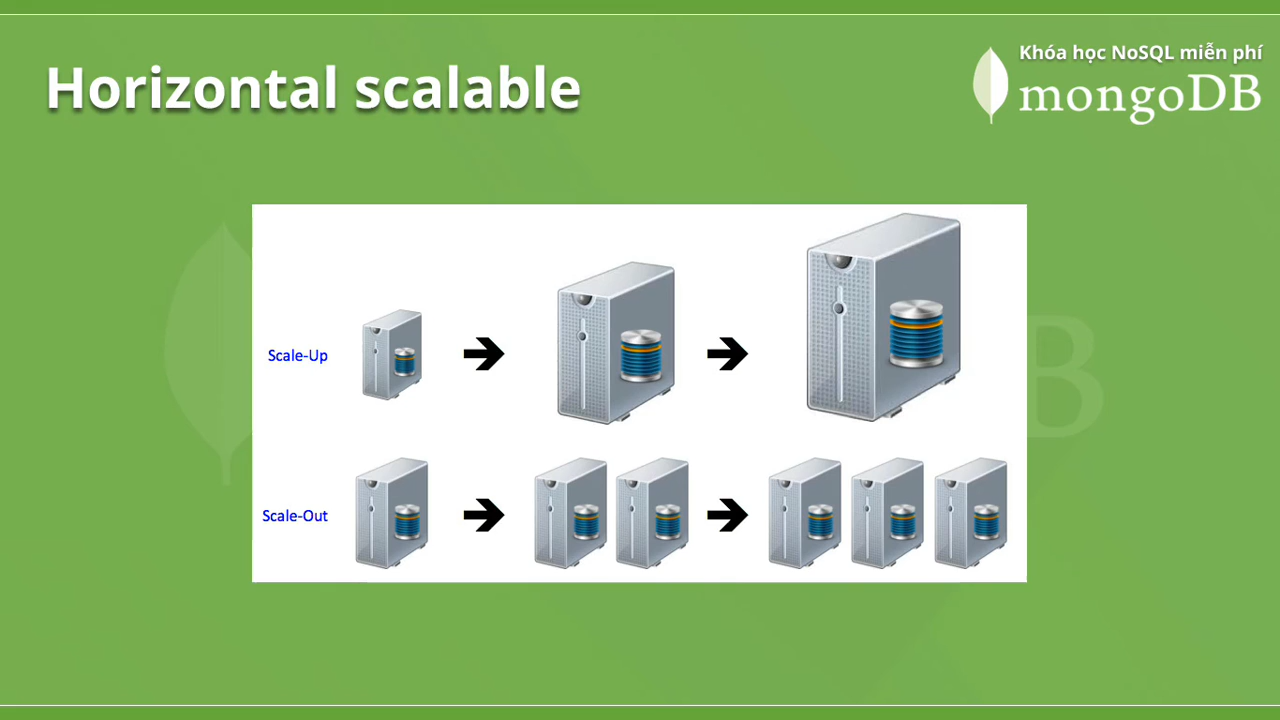 Horizontal scalable
Khóa học NoSQL miễn phí
mongoDB
Scale-Up
Scale-Out